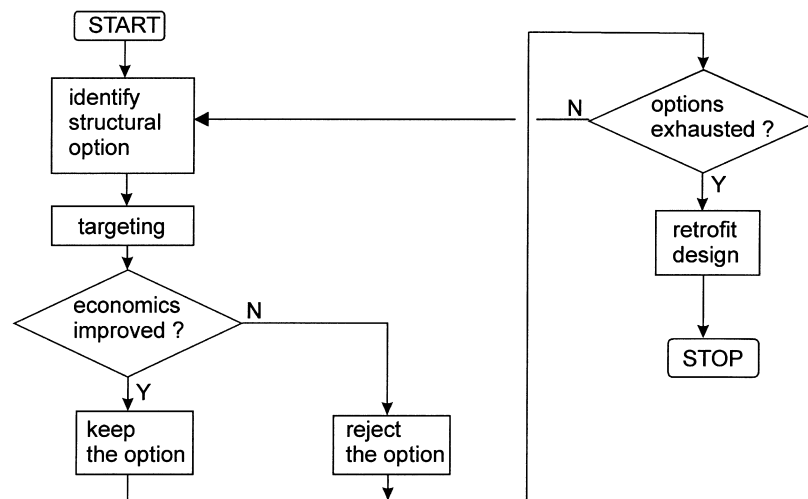 START
identify
structural
option
targeting
economics
improved ?
N
Y
keep
the option
reject
the option
options
exhausted ?
N
Y
retrofit
design
STOP